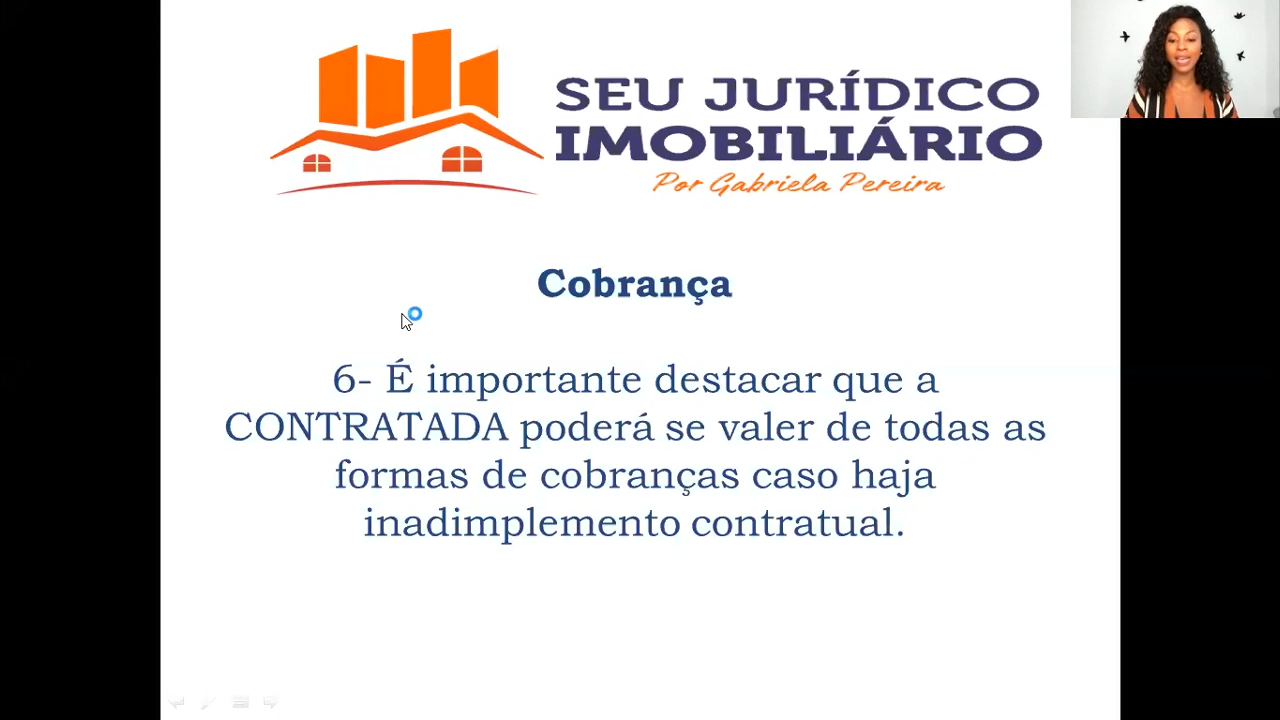 SEU JURÍDICO
IMOBILIÁRIO
Por Gabriela Pereira
Cobrança
6- É importante destacar que a
CONTRATADA poderá se valer de todas as
formas de cobranças caso haja
inadimplemento contratual.